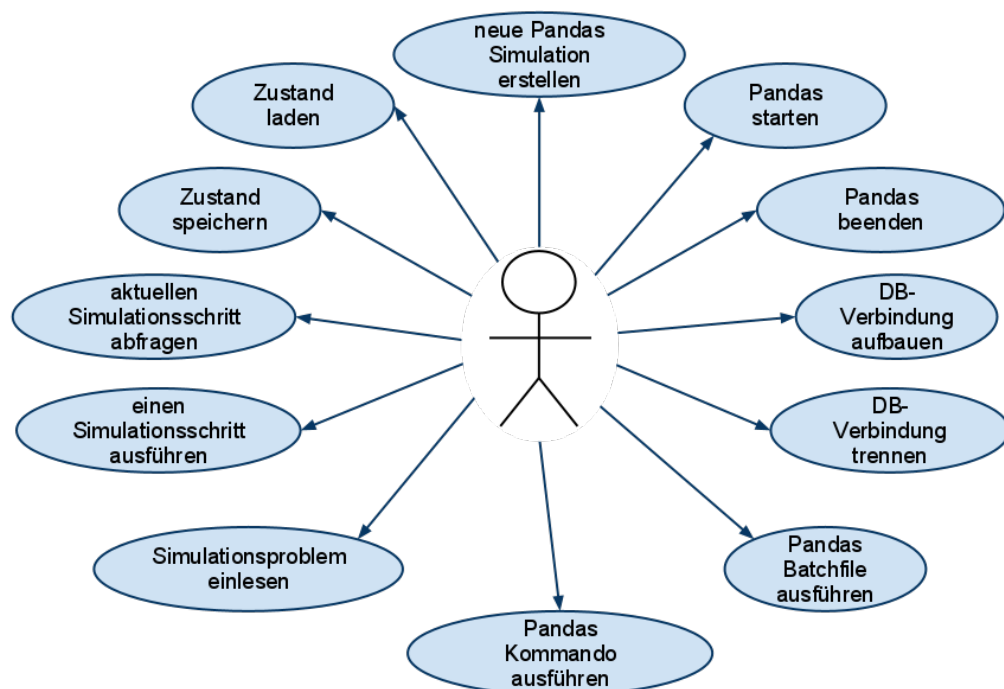 neue Pandas
Simulation
erstellen
Zustand
laden
Pandas
starten
Zustand
speichern
Pandas
beenden
aktuellen
Simulationsschritt
abfragen
DB-
Verbindung
aufbauen
einen
Simulationsschritt
ausführen
DB-
Verbindung
trennen
Simulationsproblem
einlesen
Pandas
Batchfile
ausführen
Pandas
Kommando
ausführen